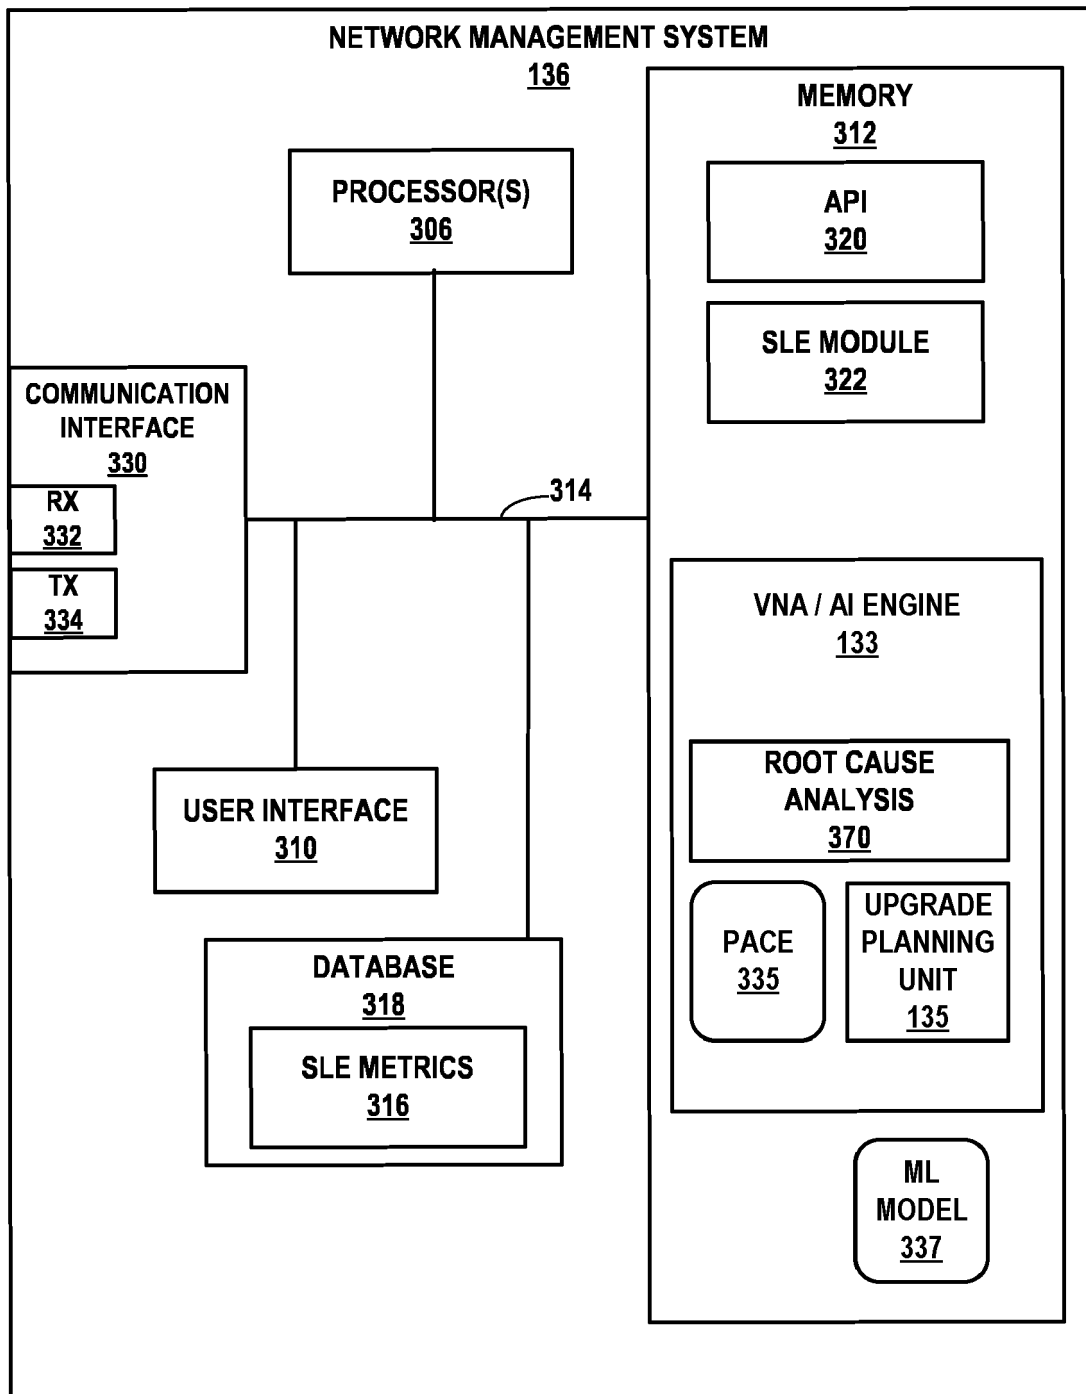 NETWORK MANAGEMENT SYSTEM
136
MEMORY
312
PROCESSOR(S)
306
API
320
SLE MODULE
322
COMMUNICATION
INTERFACE
330
RX
332
TX
334
314
VNA / AI ENGINE
133
ROOT CAUSE
ANALYSIS
370
USER INTERFACE
310
PACE
335
UPGRADE
PLANNING
UNIT
135
DATABASE
318
SLE METRICS
316
ML
MODEL
337